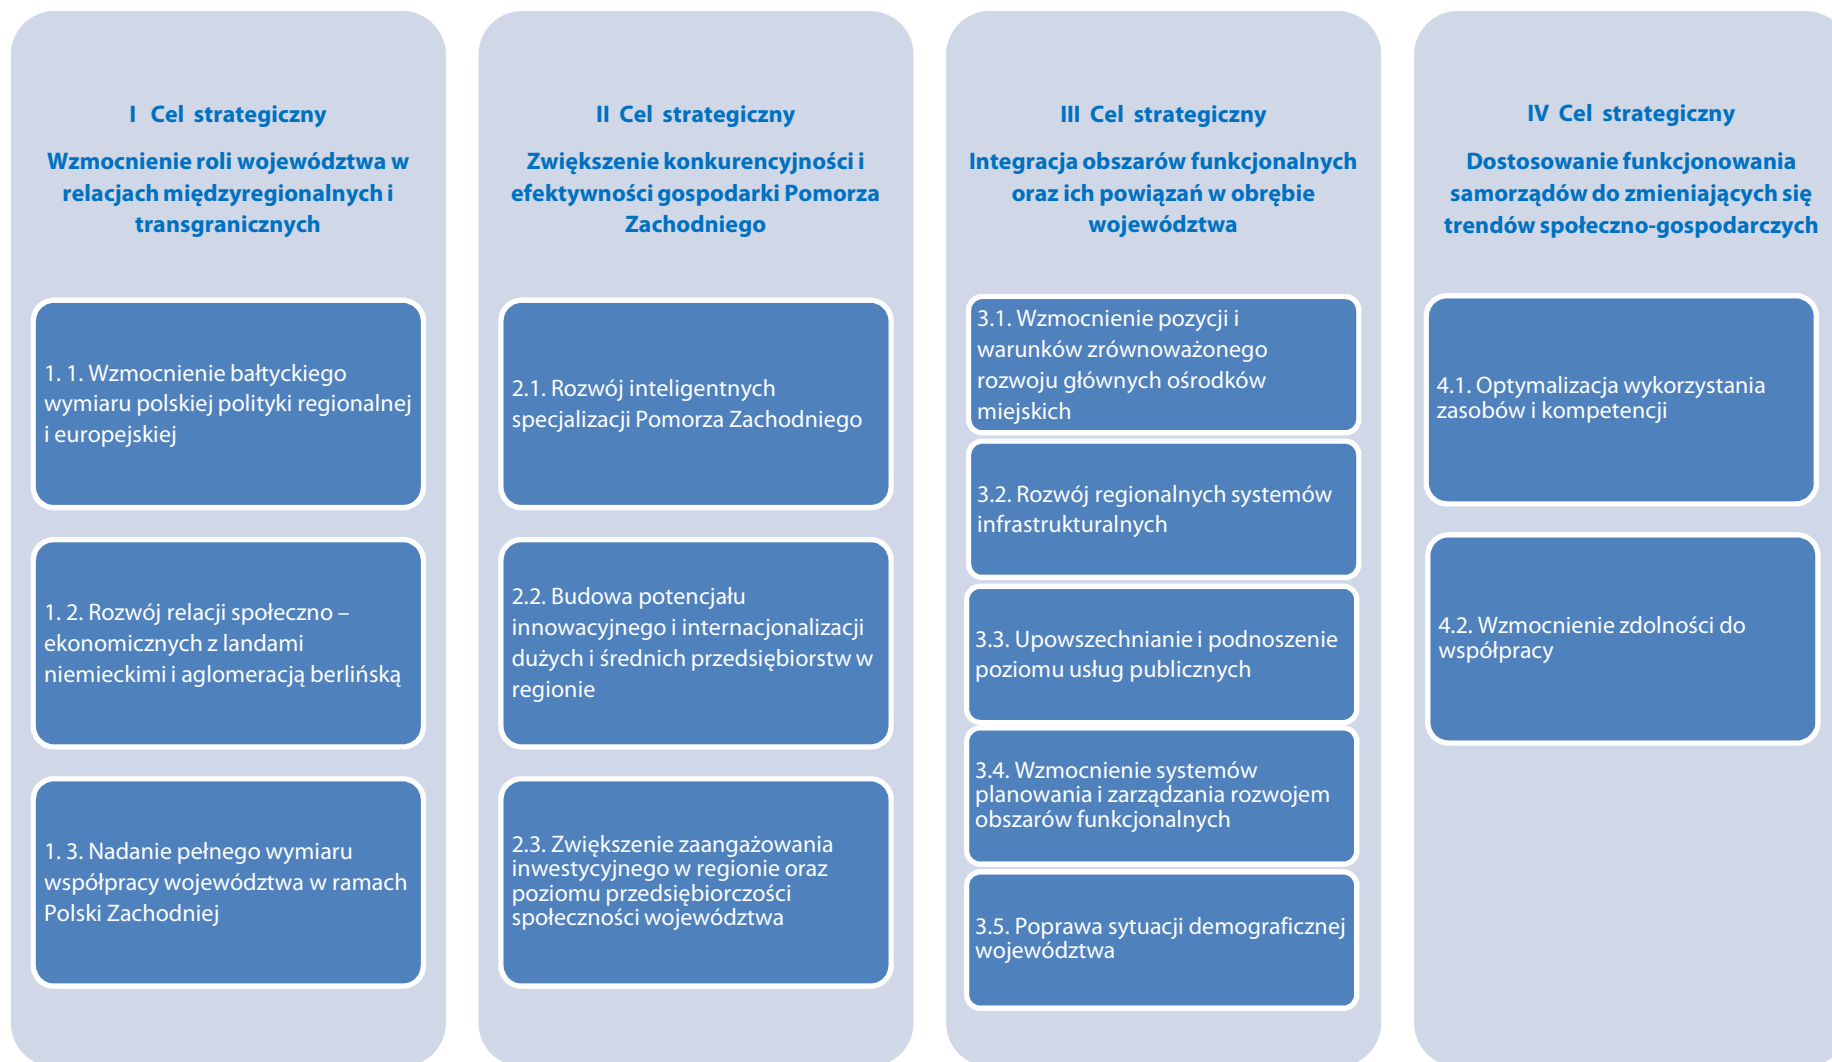 I Cel strategiczny
Wzmocnienie roli województwa w
relacjach międzyregionalnych i
transgranicznych
1. 1. Wzmocnienie bałtyckiego
wymiaru polskiej polityki regionalnej
i europejskiej
1. 2. Rozwój relacji społeczno –
ekonomicznych z landami
niemieckimi i aglomeracją berlińską
1. 3. Nadanie pełnego wymiaru
współpracy województwa w ramach
Polski Zachodniej
II Cel strategiczny
Zwiększenie konkurencyjności i
efektywności gospodarki Pomorza
Zachodniego
2.1. Rozwój inteligentnych
specjalizacji Pomorza Zachodniego
2.2. Budowa potencjału
innowacyjnego i internacjonalizacji
dużych i średnich przedsiębiorstw w
regionie
2.3. Zwiększenie zaangażowania
inwestycyjnego w regionie oraz
poziomu przedsiębiorczości
społeczności województwa
III Cel strategiczny
Integracja obszarów funkcjonalnych
oraz ich powiązań w obrębie
województwa
3.1. Wzmocnienie pozycji i
warunków zrównoważonego
rozwoju głównych ośrodków
miejskich
3.2. Rozwój regionalnych systemów
infrastrukturalnych
3.3. Upowszechnianie i podnoszenie
poziomu usług publicznych
3.4. Wzmocnienie systemów
planowania i zarządzania rozwojem
obszarów funkcjonalnych
3.5. Poprawa sytuacji demograficznej
województwa
IV Cel strategiczny
Dostosowanie funkcjonowania
samorządów do zmieniających się
trendów społeczno-gospodarczych
4.1. Optymalizacja wykorzystania
zasobów i kompetencji
4.2. Wzmocnienie zdolności do
współpracy